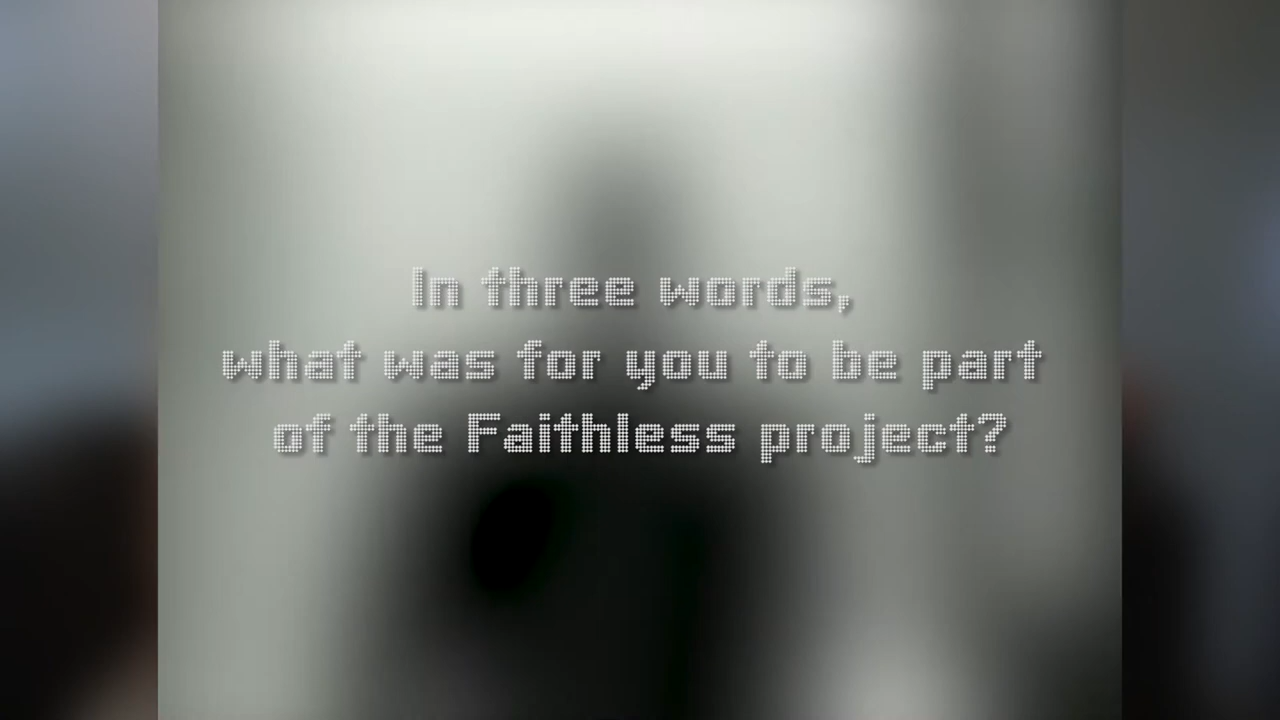 In three words,
what was for you to be part
of the Faithless project?